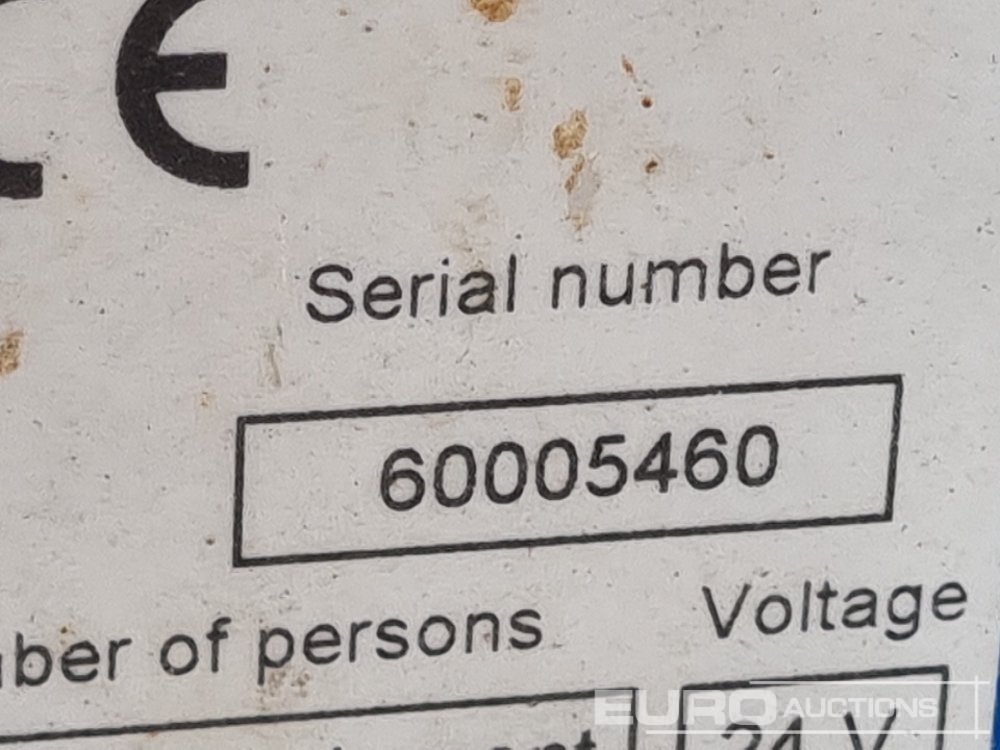 CE
Serial number
60005460
ber of persons
Voltage
24 V
EURO AUCTIONS